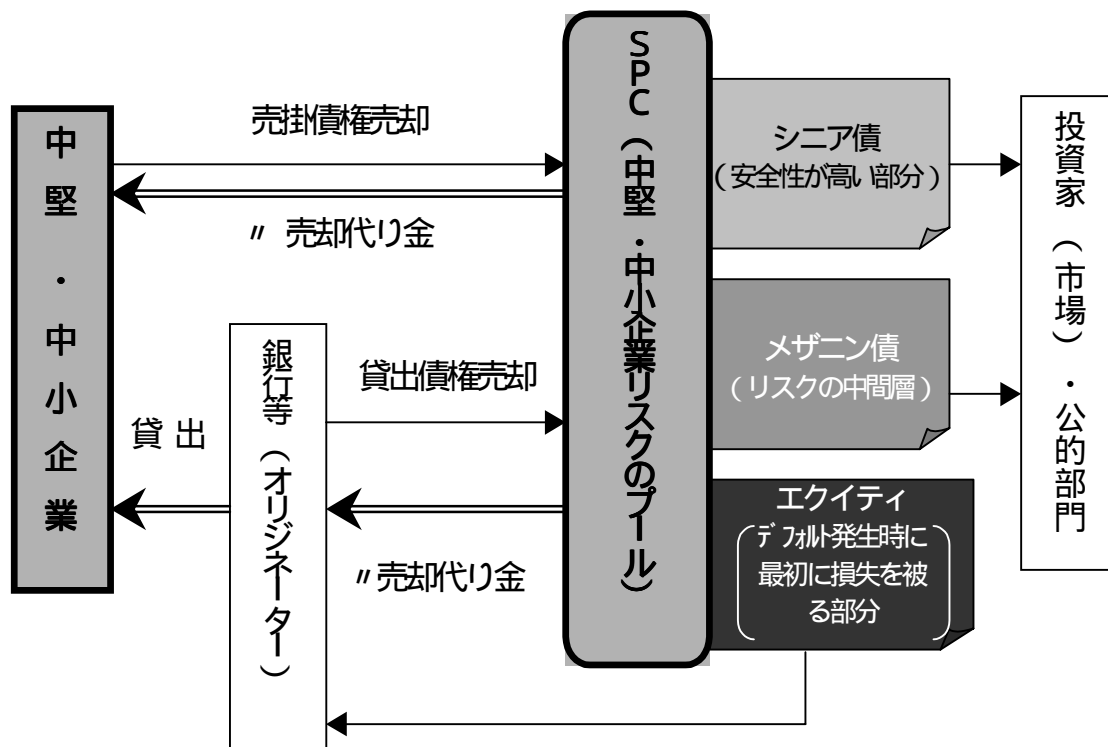 中堅・中小企業
売掛債権売却
〃 売却代り金
貸出
銀行等（オリジネーター）
貸出債権売却
〃売却代り金
SPC（中堅・中小企業リスクのプール）
シニア債
（安全性が高い部分）
メザニン債
（リスクの中間層）
エクイティ
デフォルト発生時に
最初に損失を被
る部分
投資家（市場）・公的部門